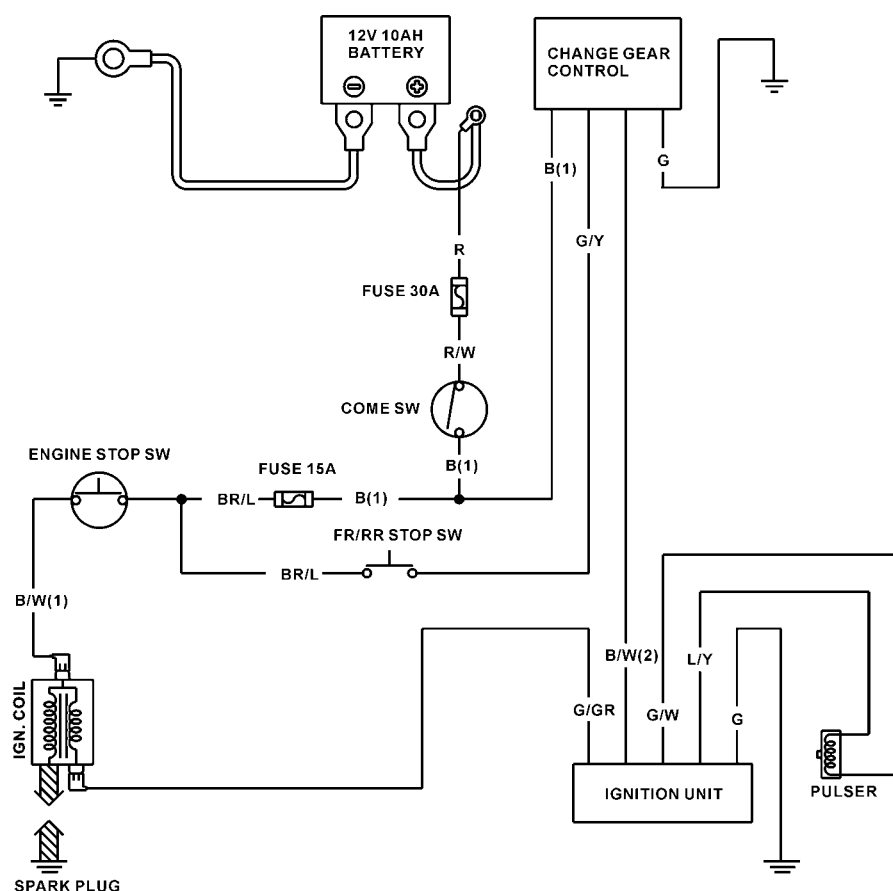 12V 10AH
BATTERY
CHANGE GEAR
CONTROL
B(1)
G
G/Y
R
FUSE 30A
R/W
COME SW
B(1)
ENGINE STOP SW
FUSE 15A
BR/L
B(1)
FR/RR STOP SW
BR/L
B/W(1)
B/W(2)
L/Y
G/GR
G/W
G
IGN. COIL
IGNITION UNIT
PULSER
SPARK PLUG